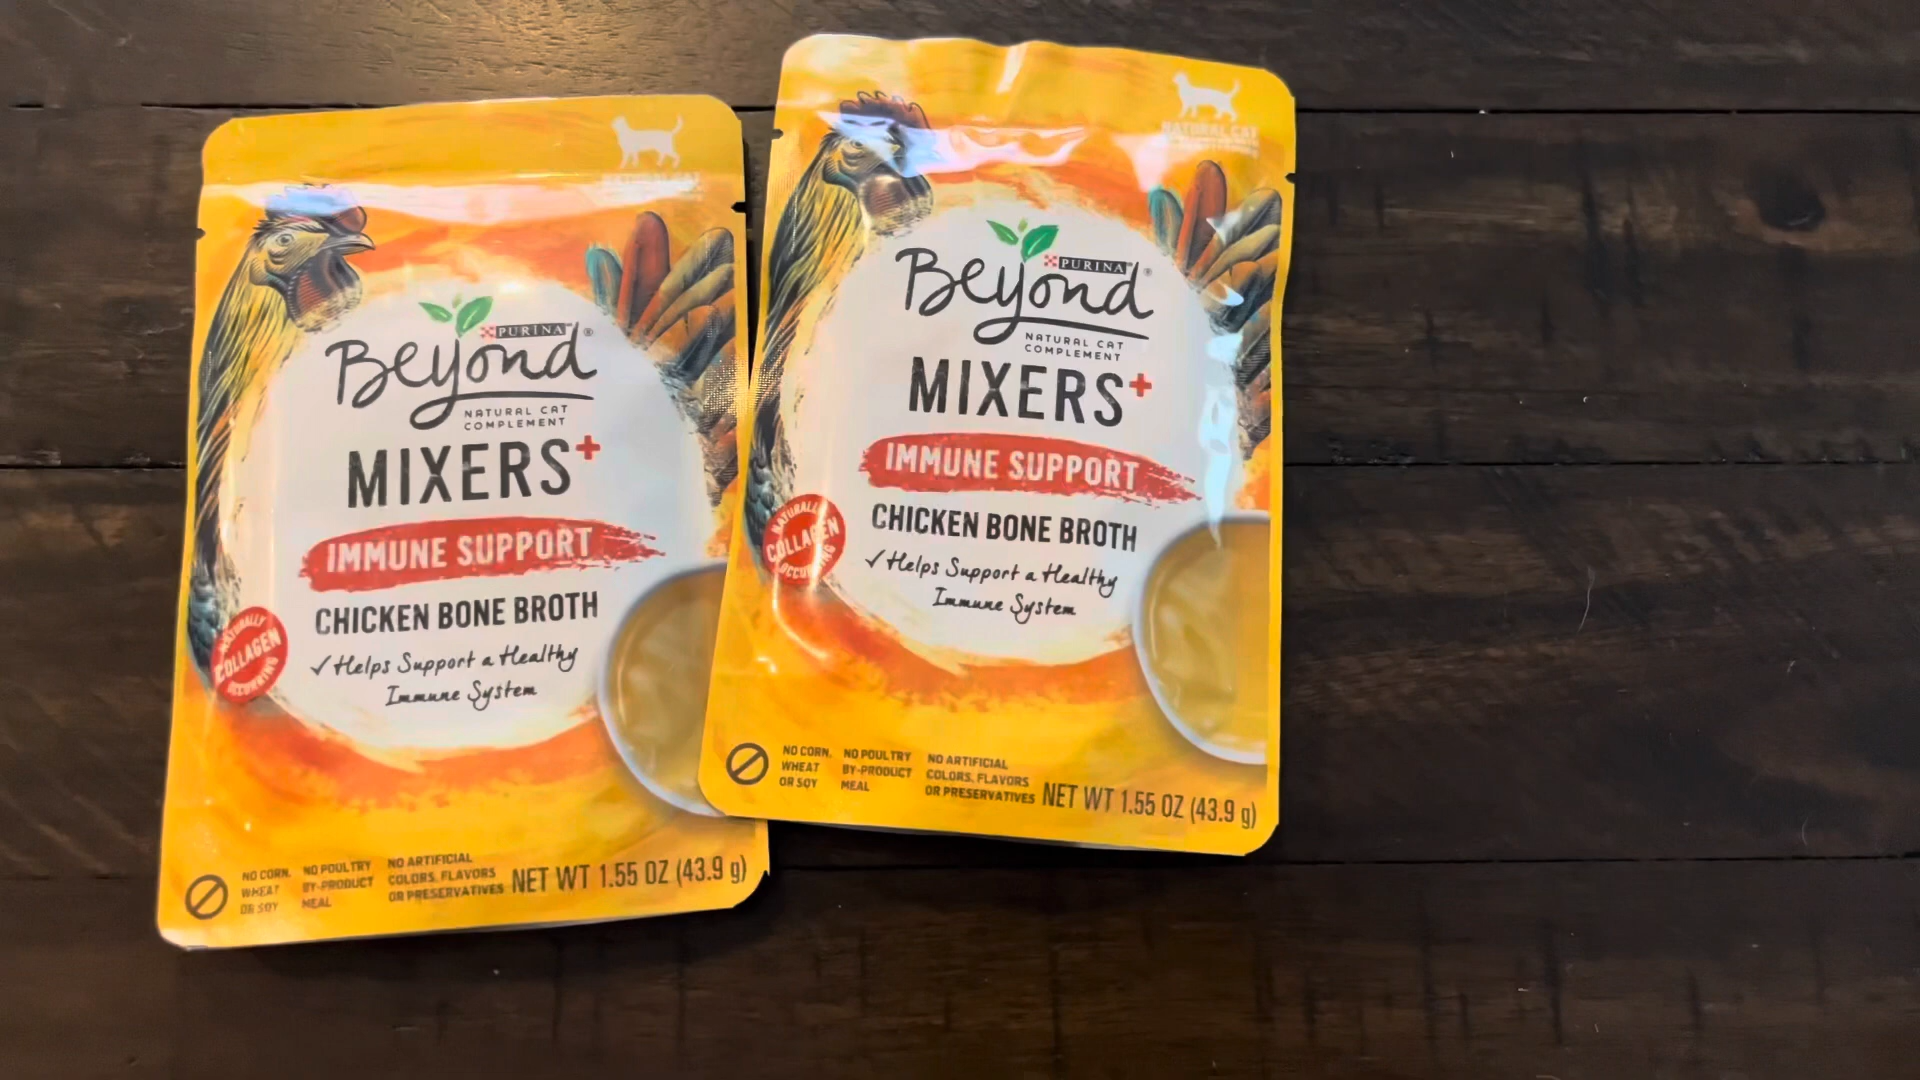 PURINA
Beyond®
NATURAL CAT
COMPLEMENT
MIXERS+
IMMUNE SUPPORT
CHICKEN BONE BROTH
✓Helps Support a Healthy
Immune System
NATURALLY
COLLAGEN
OCCURRING
NO CORN,
WHEAT
OR SOY
NO POULTRY
BY-PRODUCT
MEAL
NO ARTIFICIAL
COLORS, FLAVORS
OR PRESERVATIVES
NET WT 1.55 OZ (43.9 g)
NATURAL CAT
PURINA
Beyond®
NATURAL CAT
COMPLEMENT
MIXERS+
IMMUNE SUPPORT
CHICKEN BONE BROTH
✓Helps Support a Healthy
Immune System
NATURALLY
COLLAGEN
NO CORN,
WHEAT
OR SOY
NO POULTRY
BY-PRODUCT
MEAL
NO ARTIFICIAL
COLORS, FLAVORS
OR PRESERVATIVES
NET WT 1.55 OZ (43.9 g)